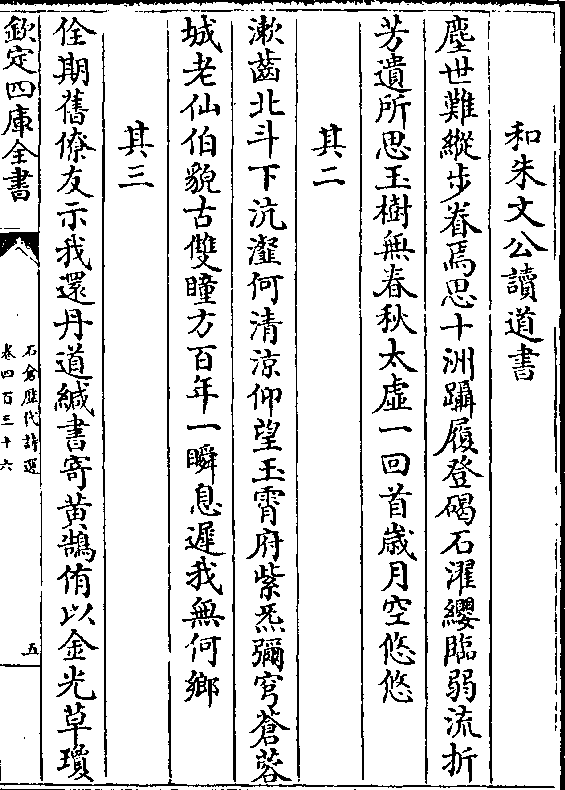 和朱文公讀道書
塵世難縱步眷焉思十洲躡履登碣石濯纓臨弱流折
芳遺所思玉樹無春秋太虛一回首歲月空悠悠
其二
漱齒北斗下沆瀣何清涼仰望玉霄府紫炁彌穹蒼蓉
城老仙伯貌古雙瞳方百年一瞬息遲我無何鄉
其三
佺期舊僚友示我還丹道緘書寄黄鵠侑以金光草瓊
欽定四庫全書
石倉歷代詩選
卷四百三十六
五